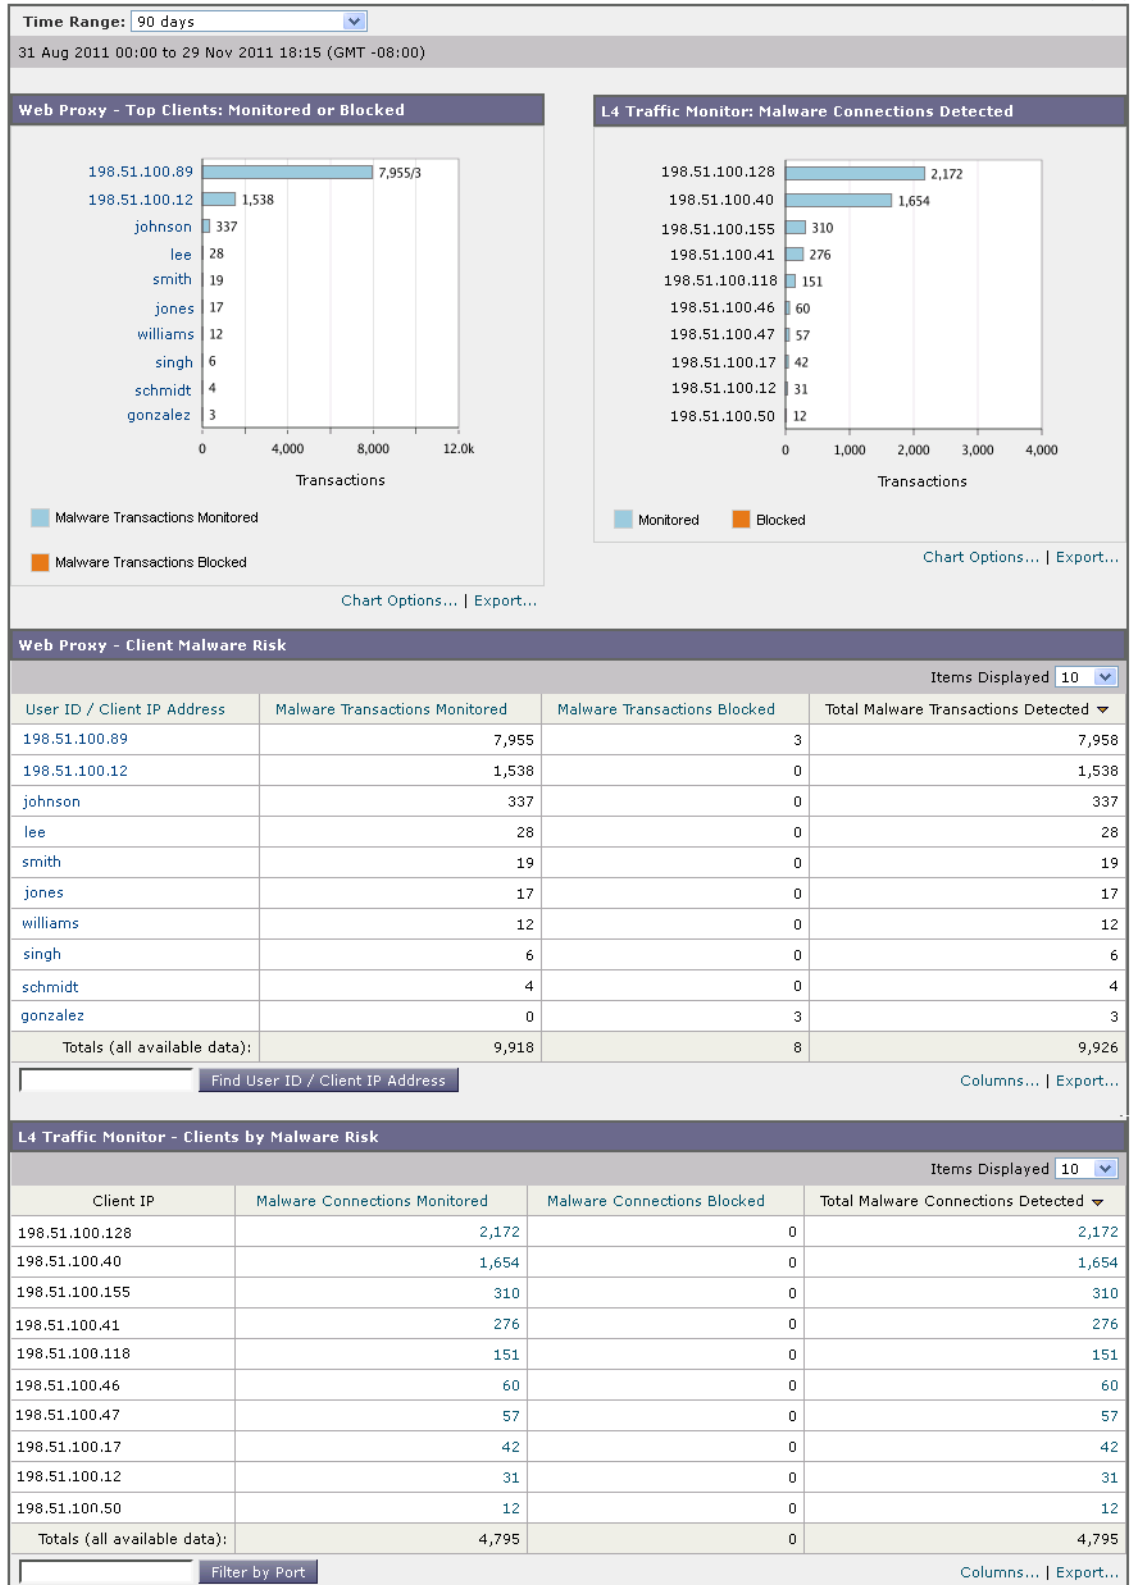 Time Range: 90 days
31 Aug 2011 00:00 to 29 Nov 2011 18:15 (GMT -08:00)
Web Proxy - Top Clients: Monitored or Blocked
198.51.100.89 7,955/3
198.51.100.12 1,538
johnson 337
lee 28
smith 19
jones 17
williams 12
singh 6
schmidt 4
gonzalez 3
0 4,000 8,000 12.0k
Transactions
Malware Transactions Monitored
Malware Transactions Blocked
Chart Options... | Export...
L4 Traffic Monitor: Malware Connections Detected
198.51.100.128 2,172
198.51.100.40 1,654
198.51.100.155 310
198.51.100.41 276
198.51.100.118 151
198.51.100.46 60
198.51.100.47 57
198.51.100.17 42
198.51.100.12 31
198.51.100.50 12
0 1,000 2,000 3,000 4,000
Transactions
Monitored Blocked
Chart Options... | Export...
Web Proxy - Client Malware Risk
Items Displayed 10
User ID / Client IP Address Malware Transactions Monitored Malware Transactions Blocked Total Malware Transactions Detected
198.51.100.89 7,955 3 7,958
198.51.100.12 1,538 0 1,538
johnson 337 0 337
lee 28 0 28
smith 19 0 19
jones 17 0 17
williams 12 0 12
singh 6 0 6
schmidt 4 0 4
gonzalez 0 3 3
Totals (all available data): 9,918 8 9,926
Find User ID / Client IP Address Columns... | Export...
L4 Traffic Monitor - Clients by Malware Risk
Items Displayed 10
Client IP Malware Connections Monitored Malware Connections Blocked Total Malware Connections Detected
198.51.100.128 2,172 0 2,172
198.51.100.40 1,654 0 1,654
198.51.100.155 310 0 310
198.51.100.41 276 0 276
198.51.100.118 151 0 151
198.51.100.46 60 0 60
198.51.100.47 57 0 57
198.51.100.17 42 0 42
198.51.100.12 31 0 31
198.51.100.50 12 0 12
Totals (all available data): 4,795 0 4,795
Filter by Port Columns... | Export...